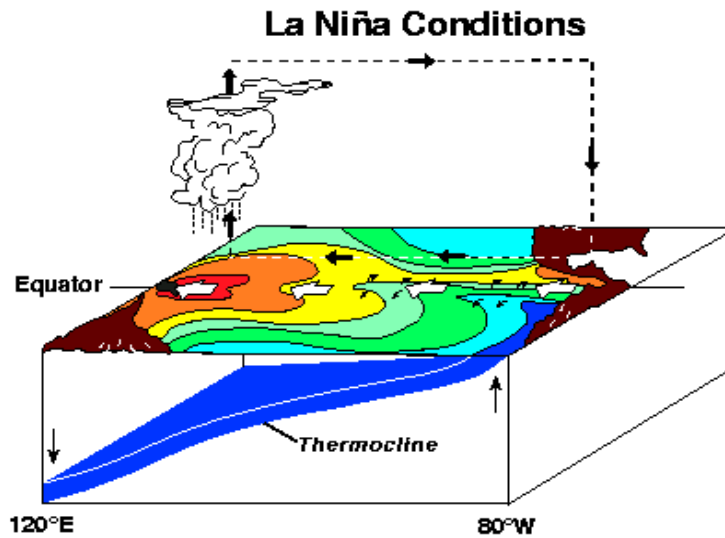 La Niña Conditions
Equator
Thermocline
120°E
80°W